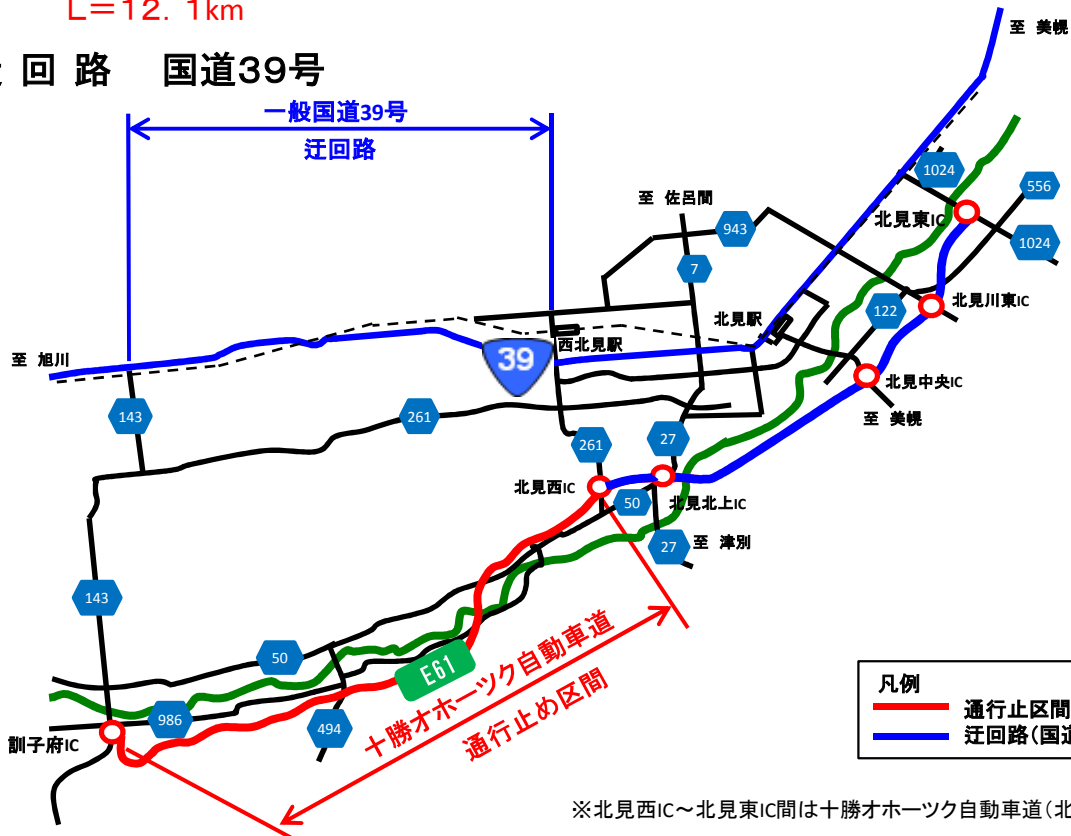 L=12.1km
回路 国道39号
一般国道39号
迂回路
至 美幌
1024
556
至 佐呂間
943
北見東IC
1024
7
北見川東IC
122
北見駅
西北見駅
39
至 旭川
北見中央IC
至 美幌
143
261
261
27
北見西IC
50
北見北上IC
27
至 津別
143
50
E61
十勝オホーツク自動車道
通行止め区間
986
494
訓子府IC
凡例
通行止区間
迂回路(国道
※北見西IC~北見東IC間は十勝オホーツク自動車道(北